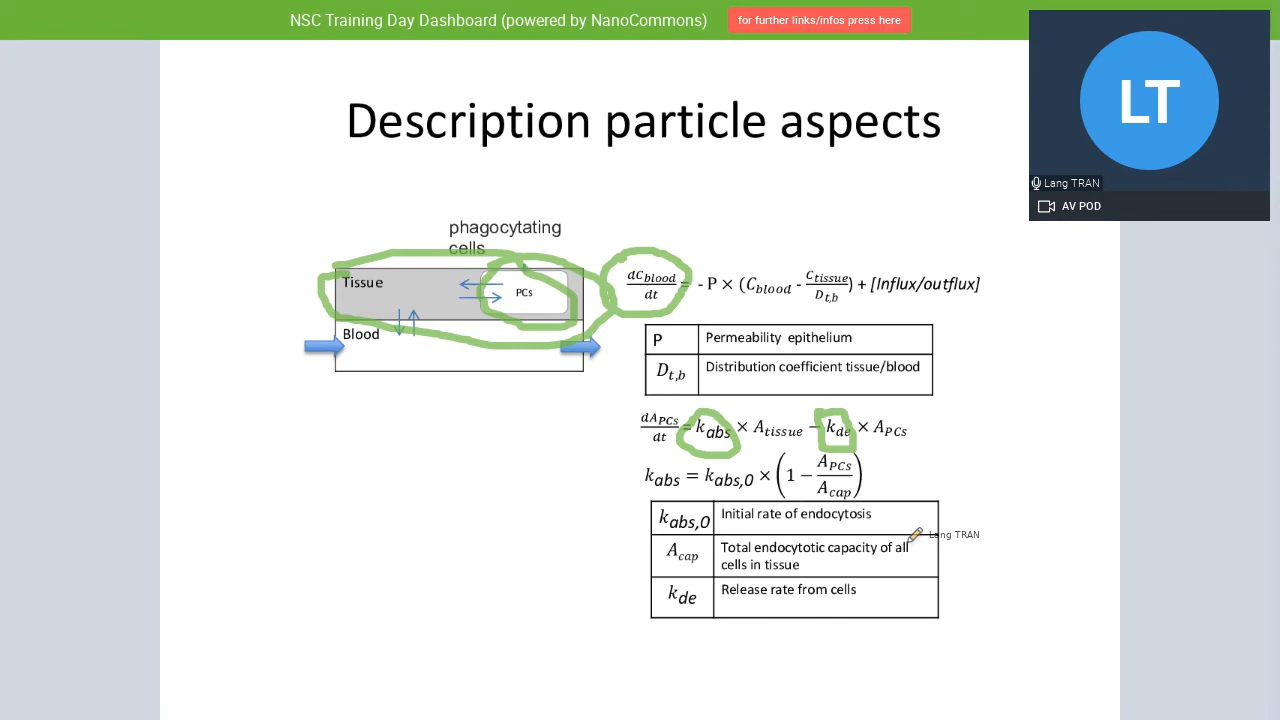 NSC Training Day Dashboard (powered by NanoCommons)
for further links/infos press here
LT
Lang TRAN
AV POD
Description particle aspects
phagocytating
cells
Tissue
PCs
Blood
dC_blood/dt = - P × (C_blood - C_tissue/D_t,b) + [Influx/outflux]
P Permeability epithelium
D_t,b Distribution coefficient tissue/blood
dA_PCs/dt = k_abs × A_tissue − k_de × A_PCs
k_abs = k_abs,0 × (1 − A_PCs/A_cap)
k_abs,0 Initial rate of endocytosis
Lang TRAN
A_cap Total endocytotic capacity of all
cells in tissue
k_de Release rate from cells